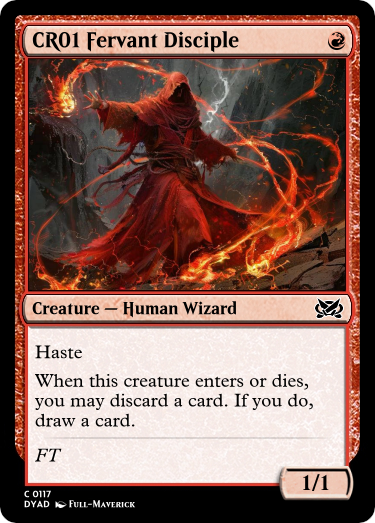 CR01 Fervant Disciple
Creature — Human Wizard
Haste
When this creature enters or dies,
you may discard a card. If you do,
draw a card.
FT
1/1
C 0117
DYAD Full-Maverick